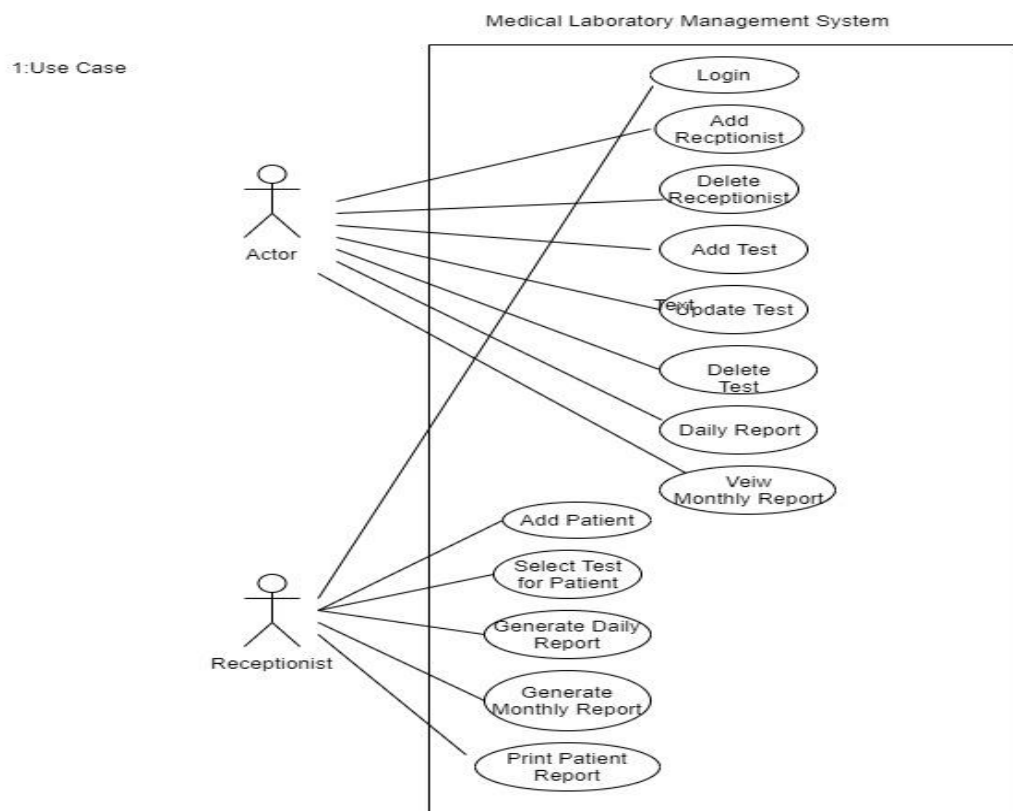 Medical Laboratory Management System
1:Use Case
Login
Add
Recptionist
Delete
Receptionist
Actor
Add Test
Text
Update Test
Delete
Test
Daily Report
Veiw
Monthly Report
Add Patient
Select Test
for Patient
Receptionist
Generate Daily
Report
Generate
Monthly Report
Print Patient
Report